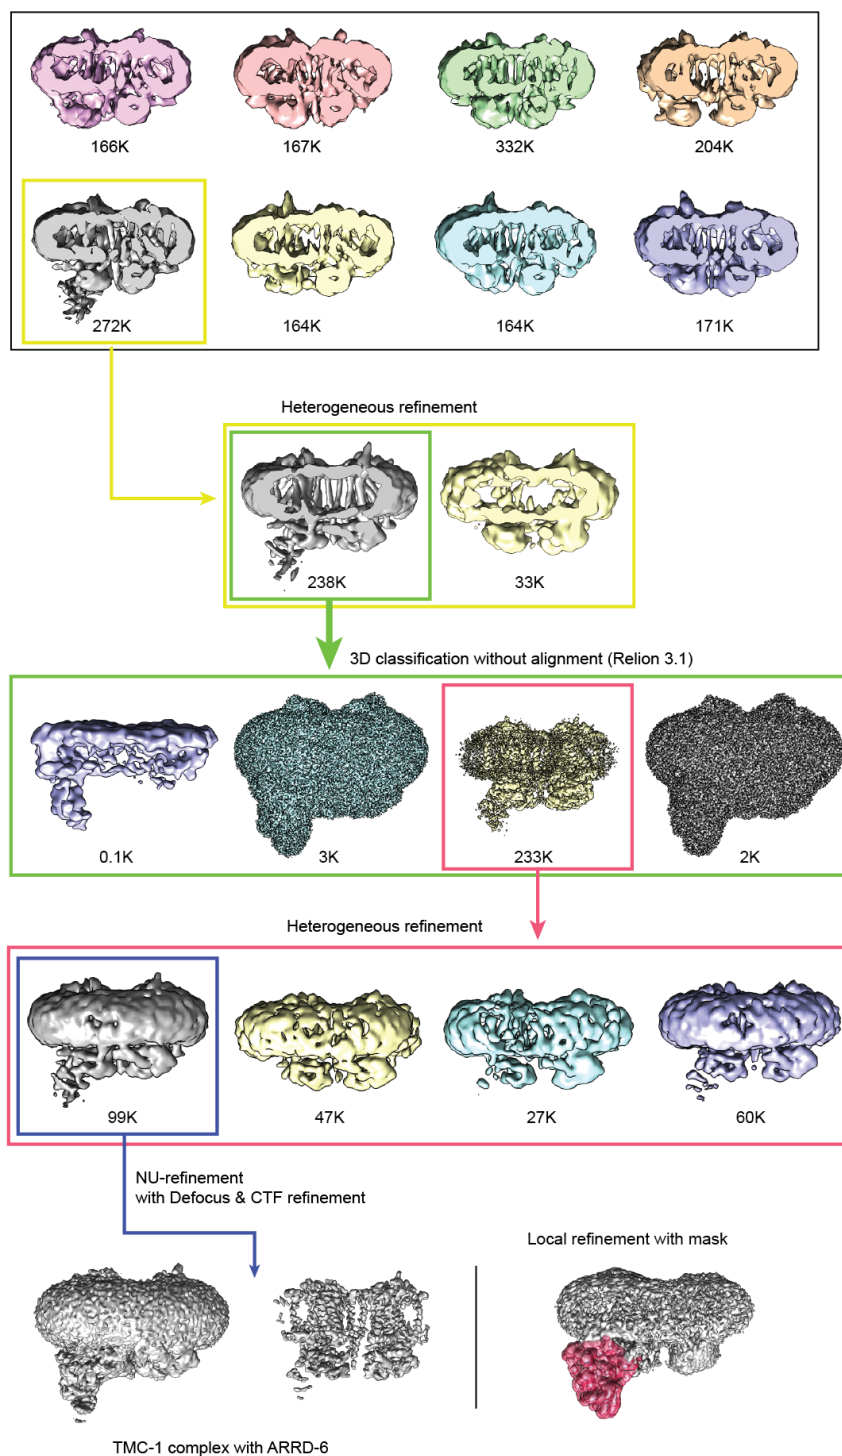 166K
167K
332K
204K
272K
164K
164K
171K
Heterogeneous refinement
238K
33K
3D classification without alignment (Relion 3.1)
0.1K
3K
233K
2K
Heterogeneous refinement
99K
47K
27K
60K
NU-refinement
with Defocus & CTF refinement
Local refinement with mask
TMC-1 complex with ARRD-6